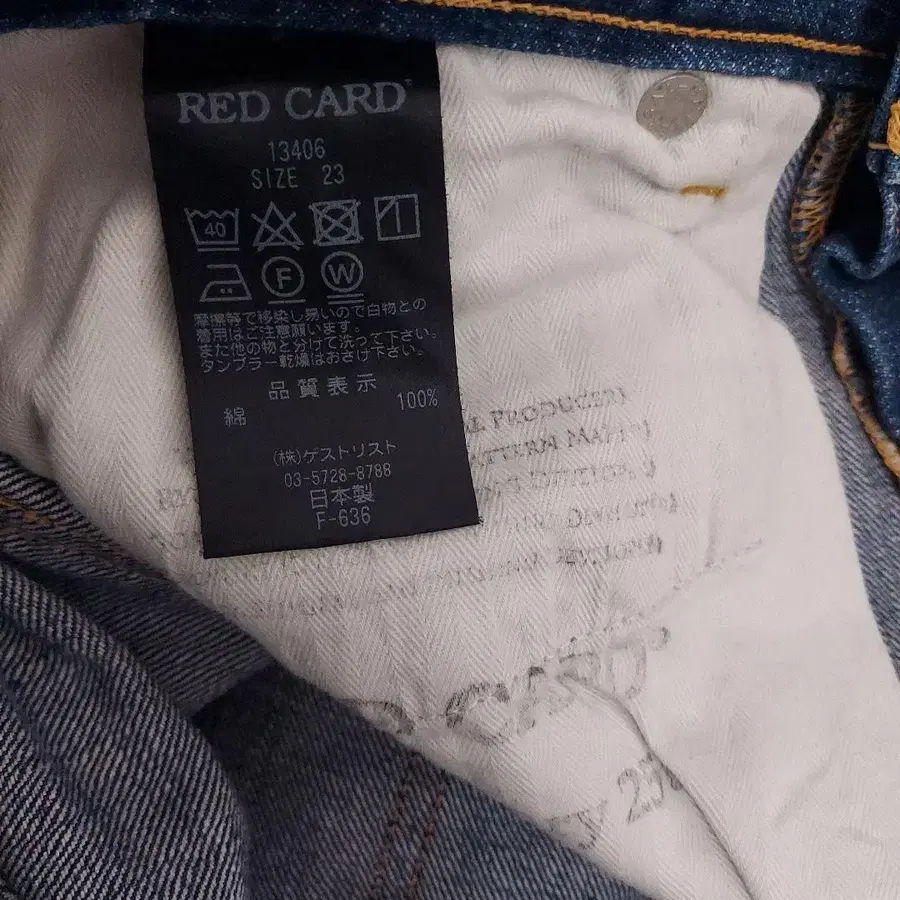 RED CARD
13406
SIZE 23
40
F W
摩擦等で移染し易いので白物との
着用はご注意願います。
また他の物と分けて洗って下さい。
タンブラー乾燥はおさけ下さい。
品質表示
綿 100%
(株)ゲストリスト
03-5728-8788
日本製
F-636
PRODUCER)
CARD
25